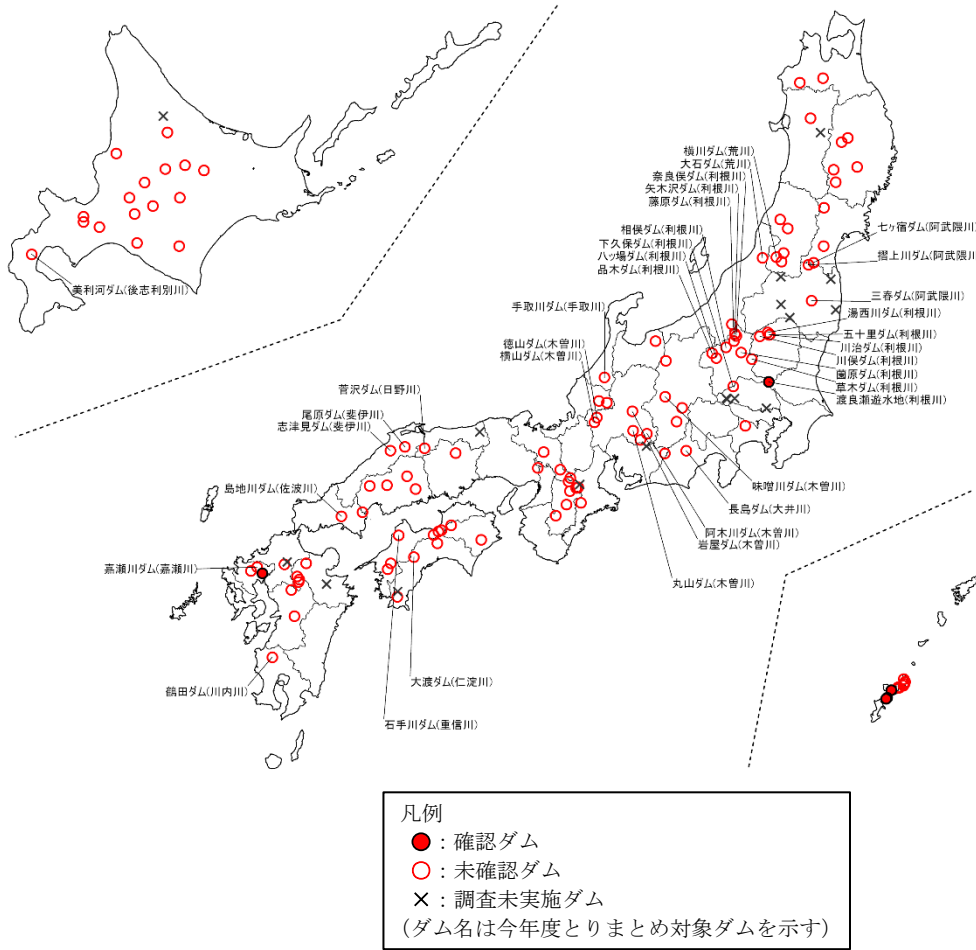 横川ダム(荒川)
大石ダム(荒川)
奈良俣ダム(利根川)
矢木沢ダム(利根川)
藤原ダム(利根川)
相俣ダム(利根川)
下久保ダム(利根川)
八ッ場ダム(利根川)
品木ダム(利根川)
七ヶ宿ダム(阿武隈川)
摺上川ダム(阿武隈川)
三春ダム(阿武隈川)
湯西川ダム(利根川)
五十里ダム(利根川)
川治ダム(利根川)
川俣ダム(利根川)
薗原ダム(利根川)
草木ダム(利根川)
渡良瀬遊水地(利根川)
美利河ダム(後志利別川)
手取川ダム(手取川)
徳山ダム(木曽川)
横山ダム(木曽川)
菅沢ダム(日野川)
尾原ダム(斐伊川)
志津見ダム(斐伊川)
島地川ダム(佐波川)
嘉瀬川ダム(嘉瀬川)
鶴田ダム(川内川)
大渡ダム(仁淀川)
石手川ダム(重信川)
味噌川ダム(木曽川)
長島ダム(大井川)
阿木川ダム(木曽川)
岩屋ダム(木曽川)
丸山ダム(木曽川)
凡例
：確認ダム
：未確認ダム
×：調査未実施ダム
(ダム名は今年度とりまとめ対象ダムを示す)